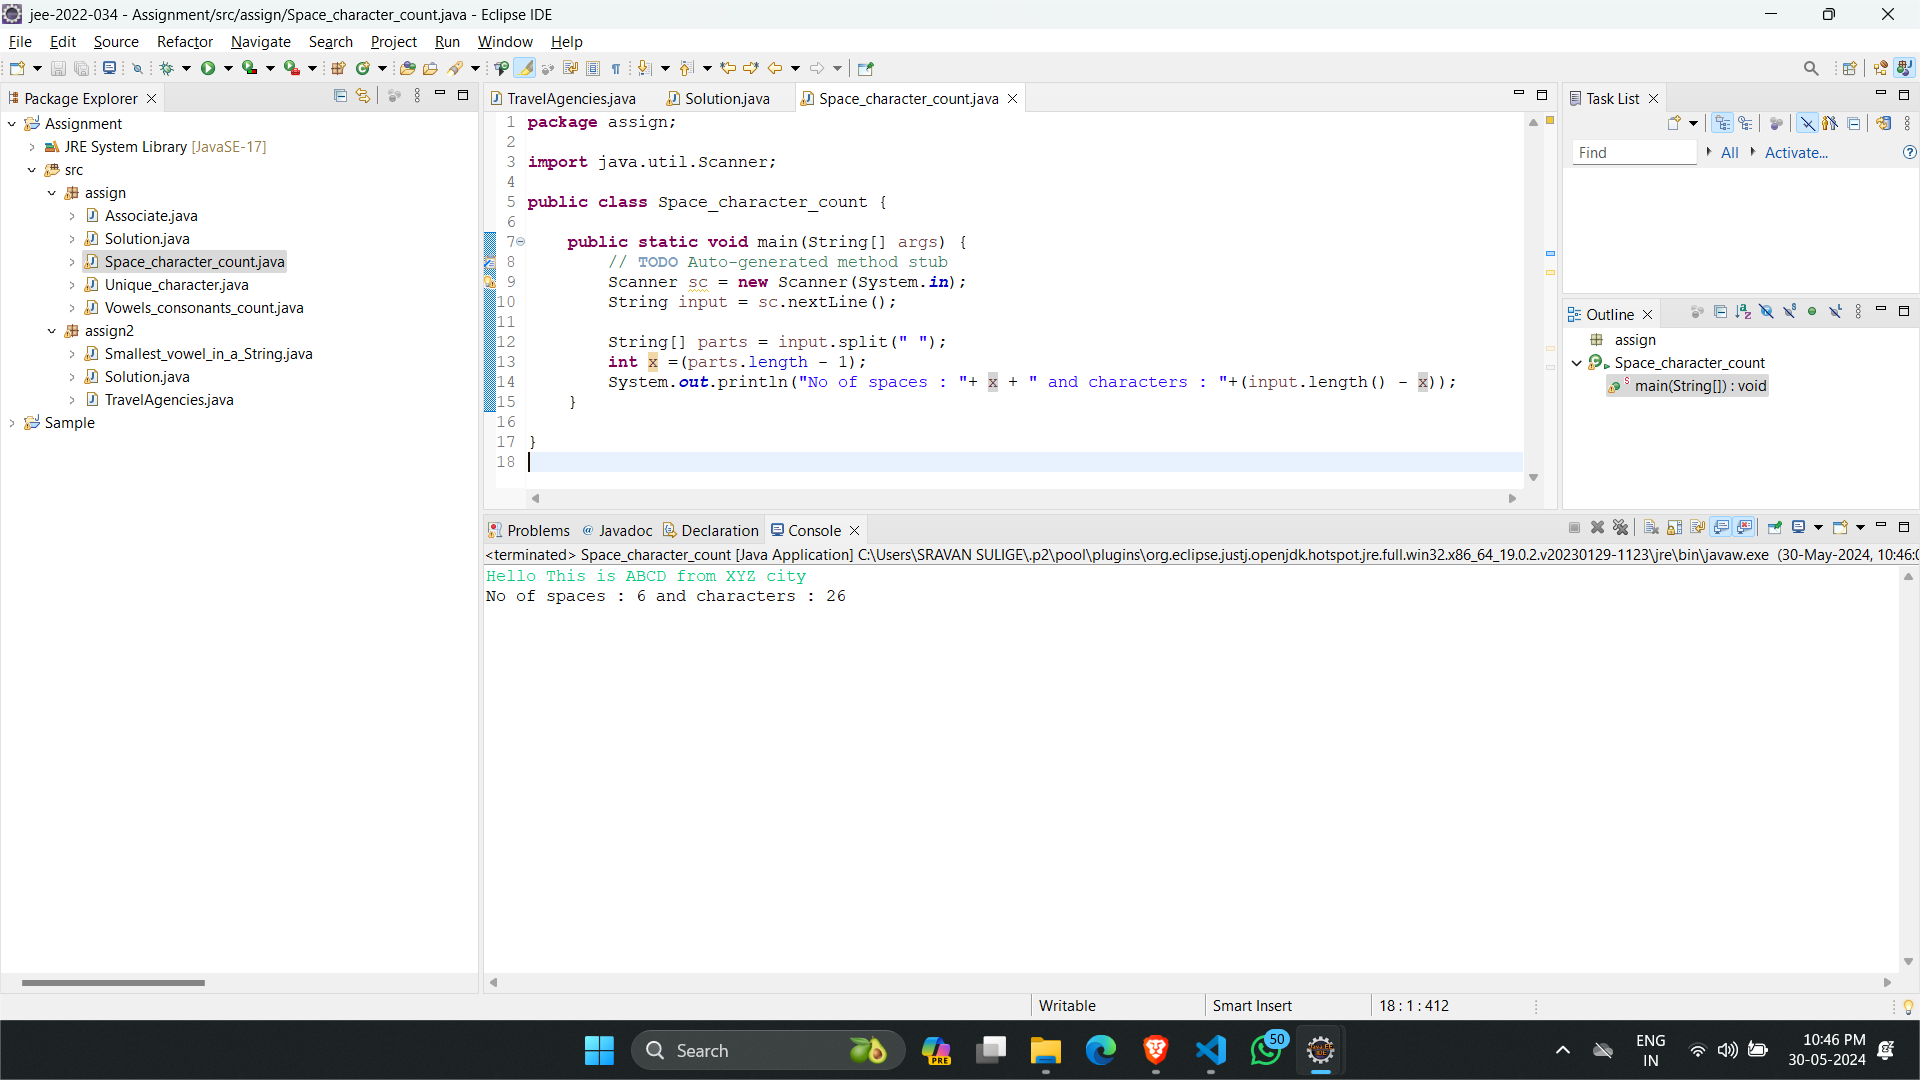 jee-2022-034 - Assignment/src/assign/Space_character_count.java - Eclipse IDE
File Edit Source Refactor Navigate Search Project Run Window Help
Package Explorer
Assignment
JRE System Library [JavaSE-17]
src
assign
Associate.java
Solution.java
Space_character_count.java
Unique_character.java
Vowels_consonants_count.java
assign2
Smallest_vowel_in_a_String.java
Solution.java
TravelAgencies.java
Sample
TravelAgencies.java Solution.java Space_character_count.java
1 package assign;
2
3 import java.util.Scanner;
4
5 public class Space_character_count {
6
7 public static void main(String[] args) {
8 // TODO Auto-generated method stub
9 Scanner sc = new Scanner(System.in);
10 String input = sc.nextLine();
11
12 String[] parts = input.split(" ");
13 int x =(parts.length - 1);
14 System.out.println("No of spaces : "+ x + " and characters : "+(input.length() - x));
15 }
16
17 }
18
Task List
Find All Activate...
Outline
assign
Space_character_count
main(String[]) : void
Problems Javadoc Declaration Console
<terminated> Space_character_count [Java Application] C:\Users\SRAVAN SULIGE\.p2\pool\plugins\org.eclipse.justj.openjdk.hotspot.jre.full.win32.x86_64_19.0.2.v20230129-1123\jre\bin\javaw.exe (30-May-2024, 10:46:0
Hello This is ABCD from XYZ city
No of spaces : 6 and characters : 26
Writable Smart Insert 18 : 1 : 412
Search
PRE
50
ENG
IN
10:46 PM
30-05-2024